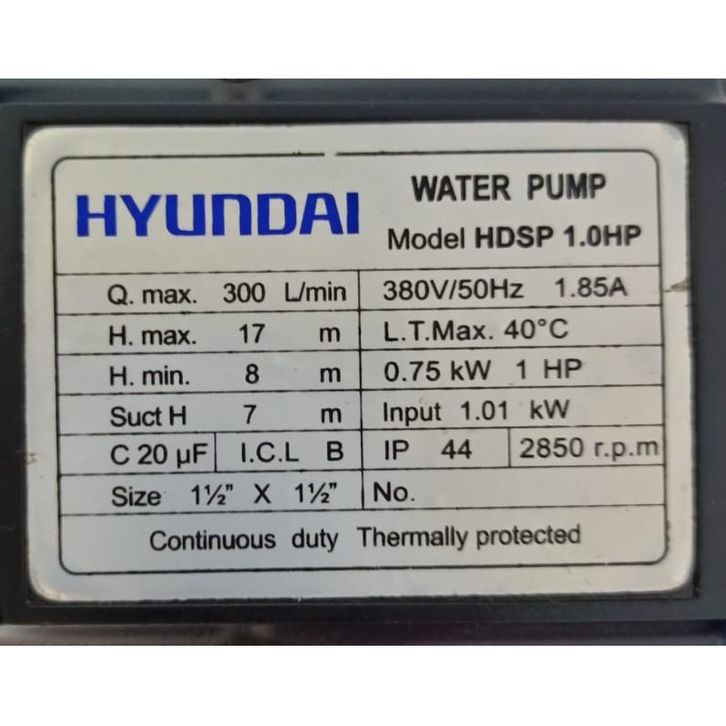 HYUNDAI
WATER PUMP
Model HDSP 1.0HP
Q. max. 300 L/min 380V/50Hz 1.85A
H. max. 17 m L.T.Max. 40°C
H. min. 8 m 0.75 kW 1 HP
Suct H 7 m Input 1.01 kW
C 20 µF I.C.L B IP 44 2850 r.p.m
Size 1½" X 1½" No.
Continuous duty Thermally protected